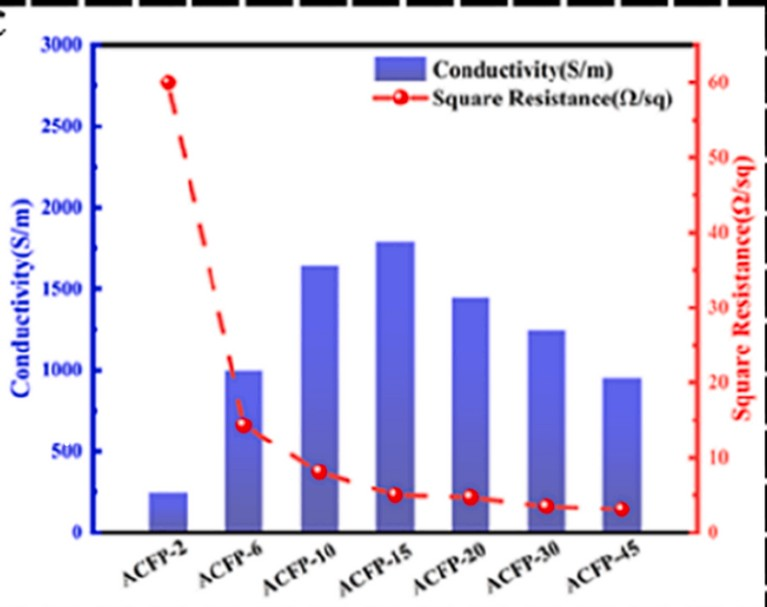 c
3000
2500
2000
1500
1000
500
0
Conductivity(S/m)
Conductivity(S/m)
Square Resistance(Ω/sq)
60
50
40
30
20
10
0
Square Resistance(Ω/sq)
ACFP-2
ACFP-6
ACFP-10
ACFP-15
ACFP-20
ACFP-30
ACFP-45